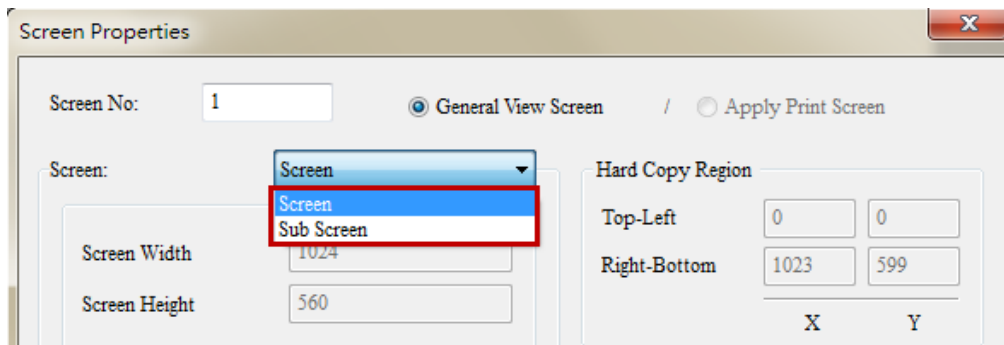 Screen Properties
Screen No: 1 General View Screen / Apply Print Screen
Screen: Screen Hard Copy Region
Screen
Sub Screen
Top-Left 0 0
Screen Width 1024
Right-Bottom 1023 599
Screen Height 560
X Y